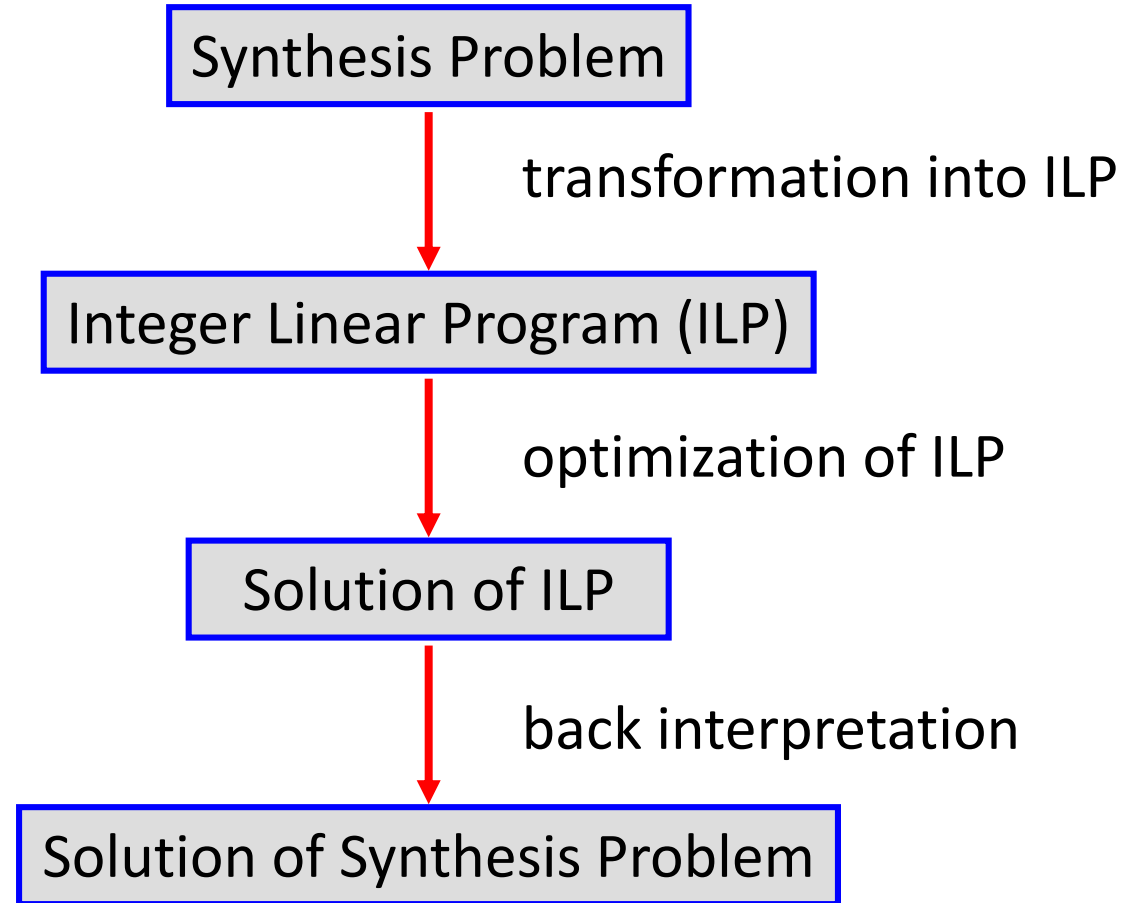 Synthesis Problem
transformation into ILP
Integer Linear Program (ILP)
optimization of ILP
Solution of ILP
back interpretation
Solution of Synthesis Problem